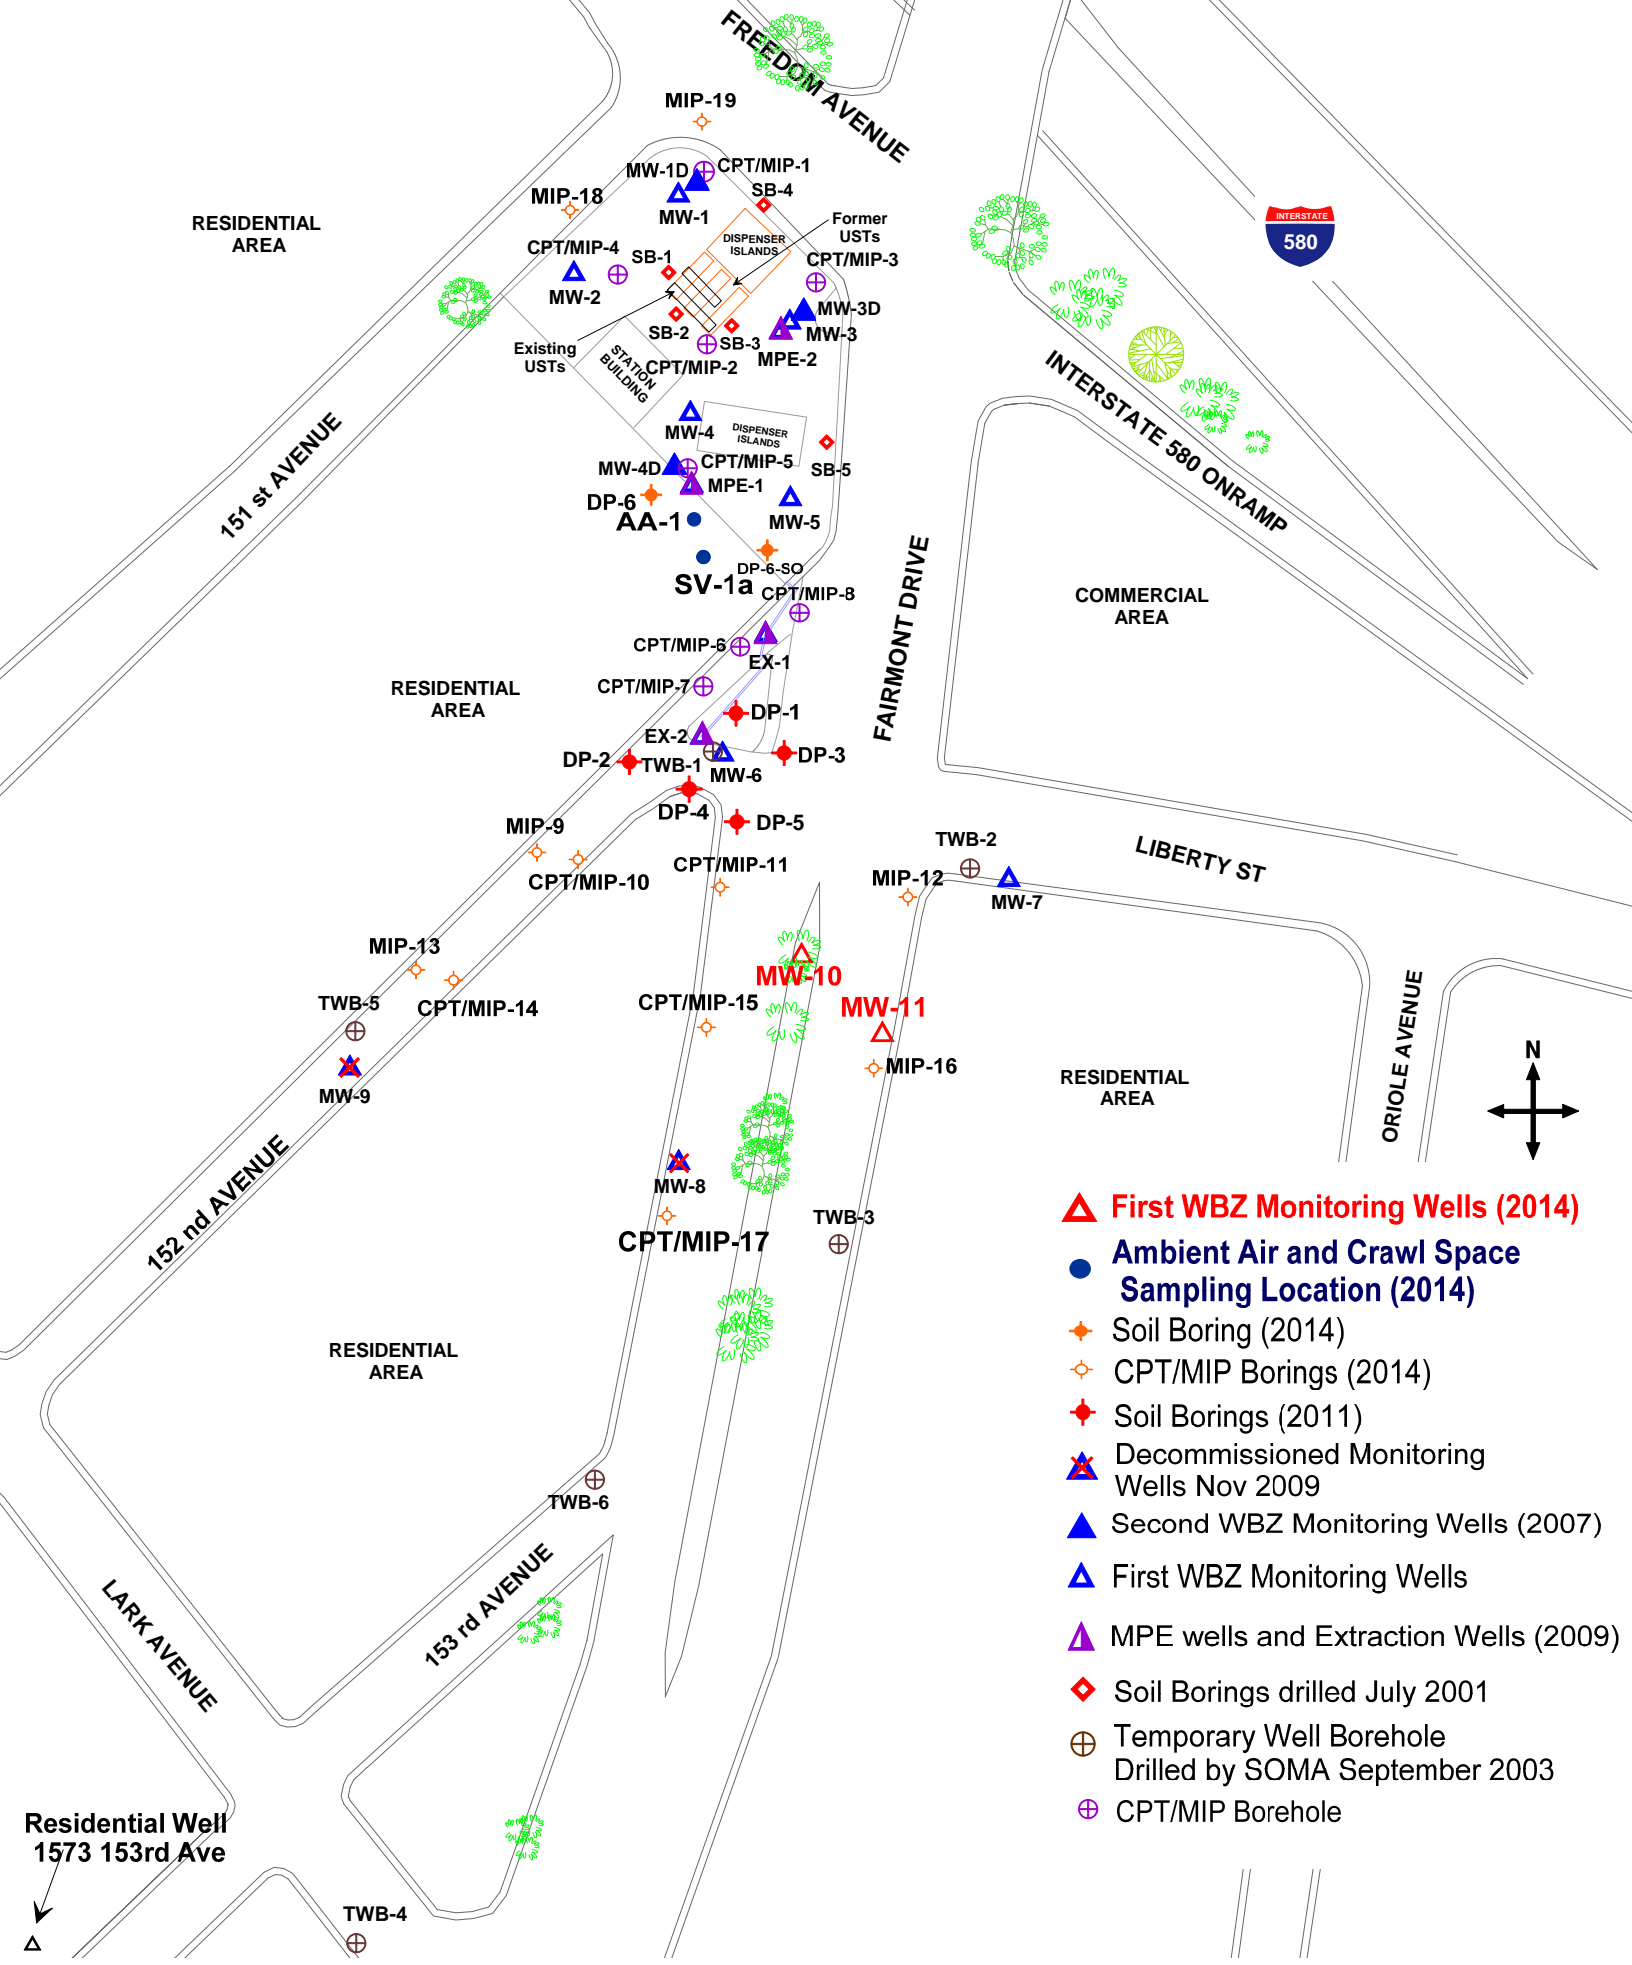 FREEDOM AVENUE
MIP-19
MW-1D
CPT/MIP-1
SB-4
MIP-18
MW-1
Former
USTs
RESIDENTIAL
AREA
INTERSTATE
580
DISPENSER
ISLANDS
CPT/MIP-4
SB-1
CPT/MIP-3
MW-2
MW-3D
SB-2
SB-3
MW-3
Existing
USTs
STATION
BUILDING
CPT/MIP-2
MPE-2
INTERSTATE 580 ONRAMP
MW-4
DISPENSER
ISLANDS
151 st AVENUE
MW-4D
CPT/MIP-5
SB-5
MPE-1
DP-6
AA-1
MW-5
DP-6-SO
SV-1a
CPT/MIP-8
FAIRMONT DRIVE
COMMERCIAL
AREA
CPT/MIP-6
EX-1
RESIDENTIAL
AREA
CPT/MIP-7
DP-1
EX-2
DP-2
TWB-1
MW-6
DP-3
DP-4
DP-5
MIP-9
TWB-2
LIBERTY ST
CPT/MIP-10
CPT/MIP-11
MIP-12
MW-7
MIP-13
MW-10
TWB-5
CPT/MIP-14
CPT/MIP-15
MW-11
ORIOLE AVENUE
N
MIP-16
RESIDENTIAL
AREA
MW-9
152 nd AVENUE
MW-8
CPT/MIP-17
TWB-3
RESIDENTIAL
AREA
TWB-6
153 rd AVENUE
LARK AVENUE
Residential Well
1573 153rd Ave
TWB-4
First WBZ Monitoring Wells (2014)
Ambient Air and Crawl Space
Sampling Location (2014)
Soil Boring (2014)
CPT/MIP Borings (2014)
Soil Borings (2011)
Decommissioned Monitoring
Wells Nov 2009
Second WBZ Monitoring Wells (2007)
First WBZ Monitoring Wells
MPE wells and Extraction Wells (2009)
Soil Borings drilled July 2001
Temporary Well Borehole
Drilled by SOMA September 2003
CPT/MIP Borehole